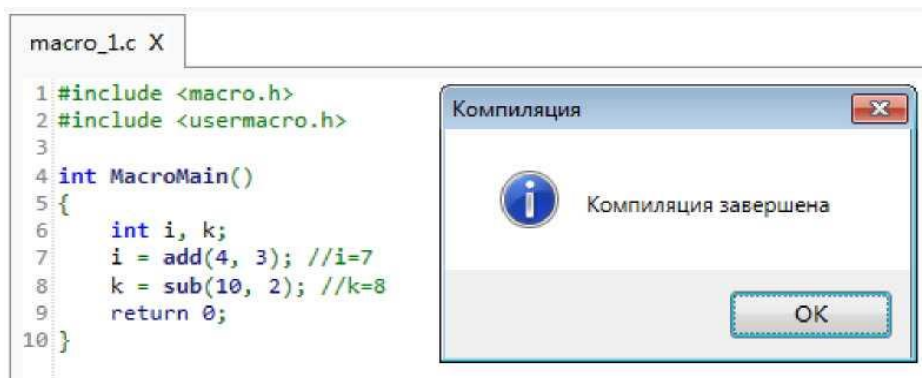 macro_1.c X
1 #include <macro.h>
2 #include <usermacro.h>
3
4 int MacroMain()
5 {
6     int i, k;
7     i = add(4, 3); //i=7
8     k = sub(10, 2); //k=8
9     return 0;
10 }
Компиляция
Компиляция завершена
OK